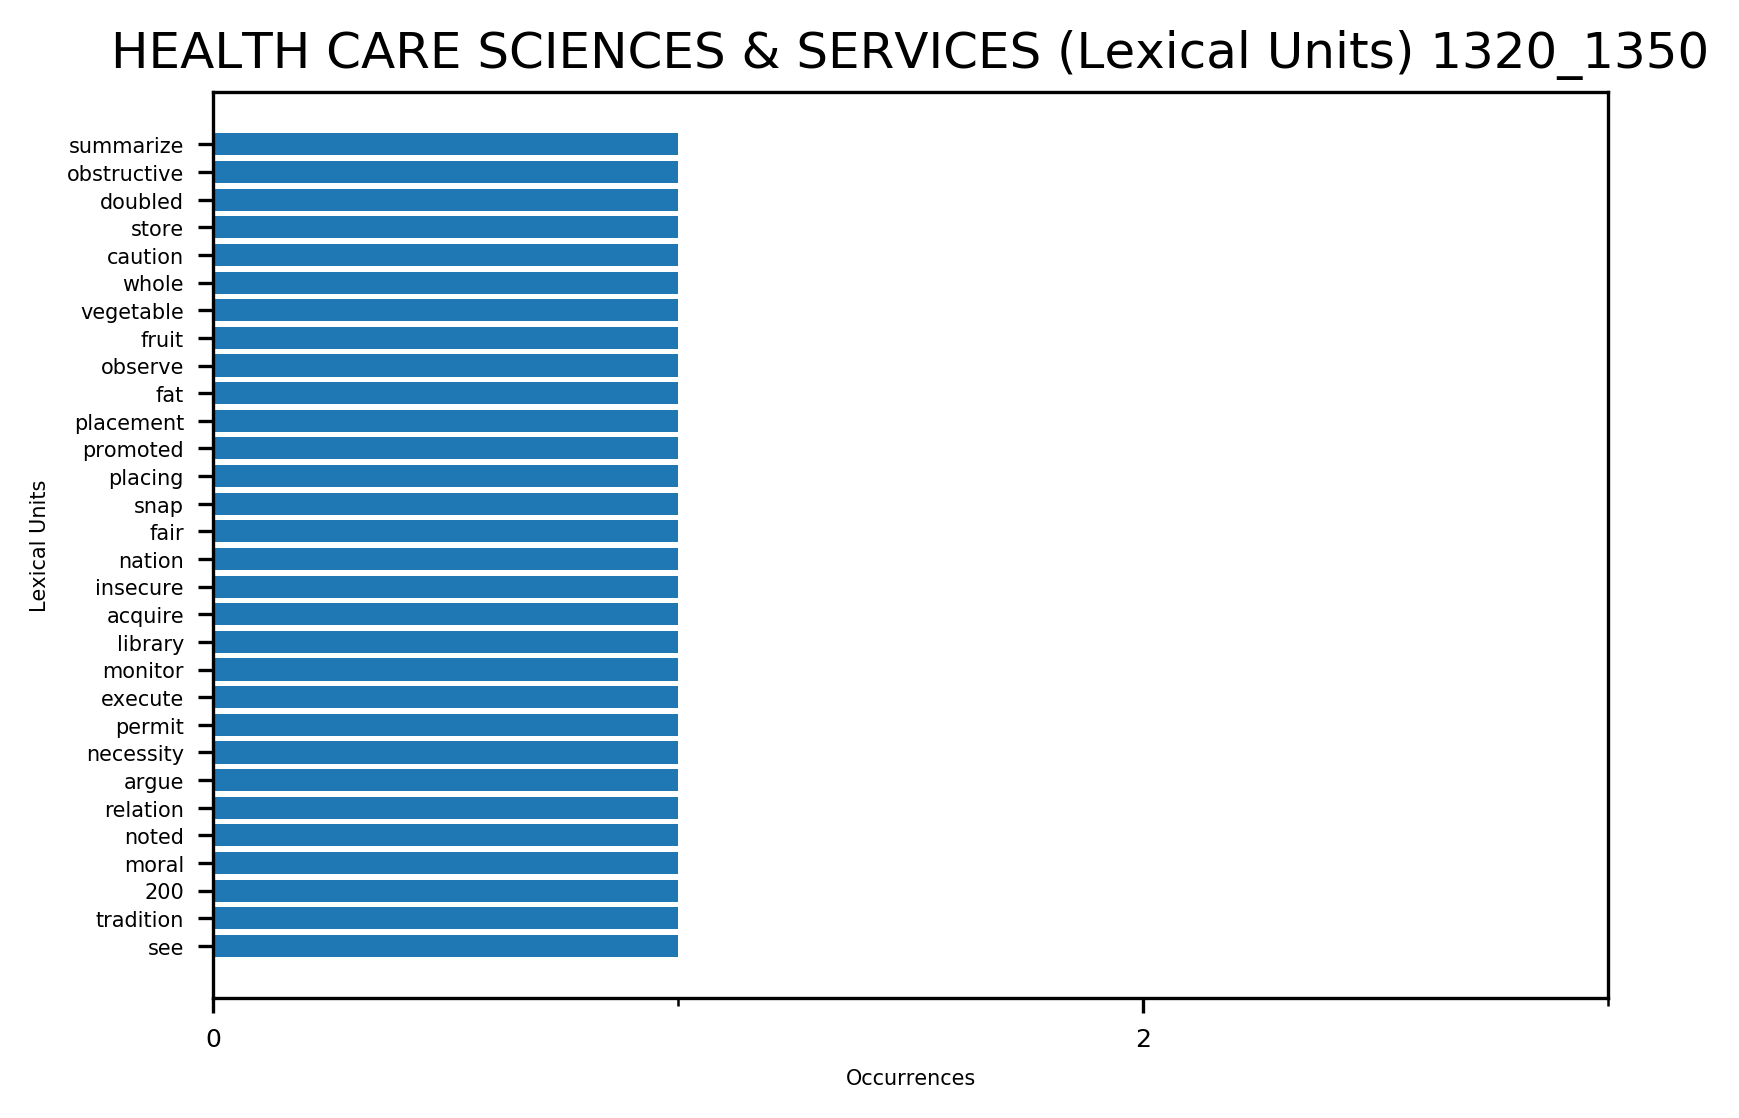 HEALTH CARE SCIENCES & SERVICES (Lexical Units) 1320_1350
summarize
obstructive
doubled
store
caution
whole
vegetable
fruit
observe
fat
placement
promoted
placing
snap
fair
nation
insecure
acquire
library
monitor
execute
permit
necessity
argue
relation
noted
moral
200
tradition
see
Lexical Units
0
2
Occurrences